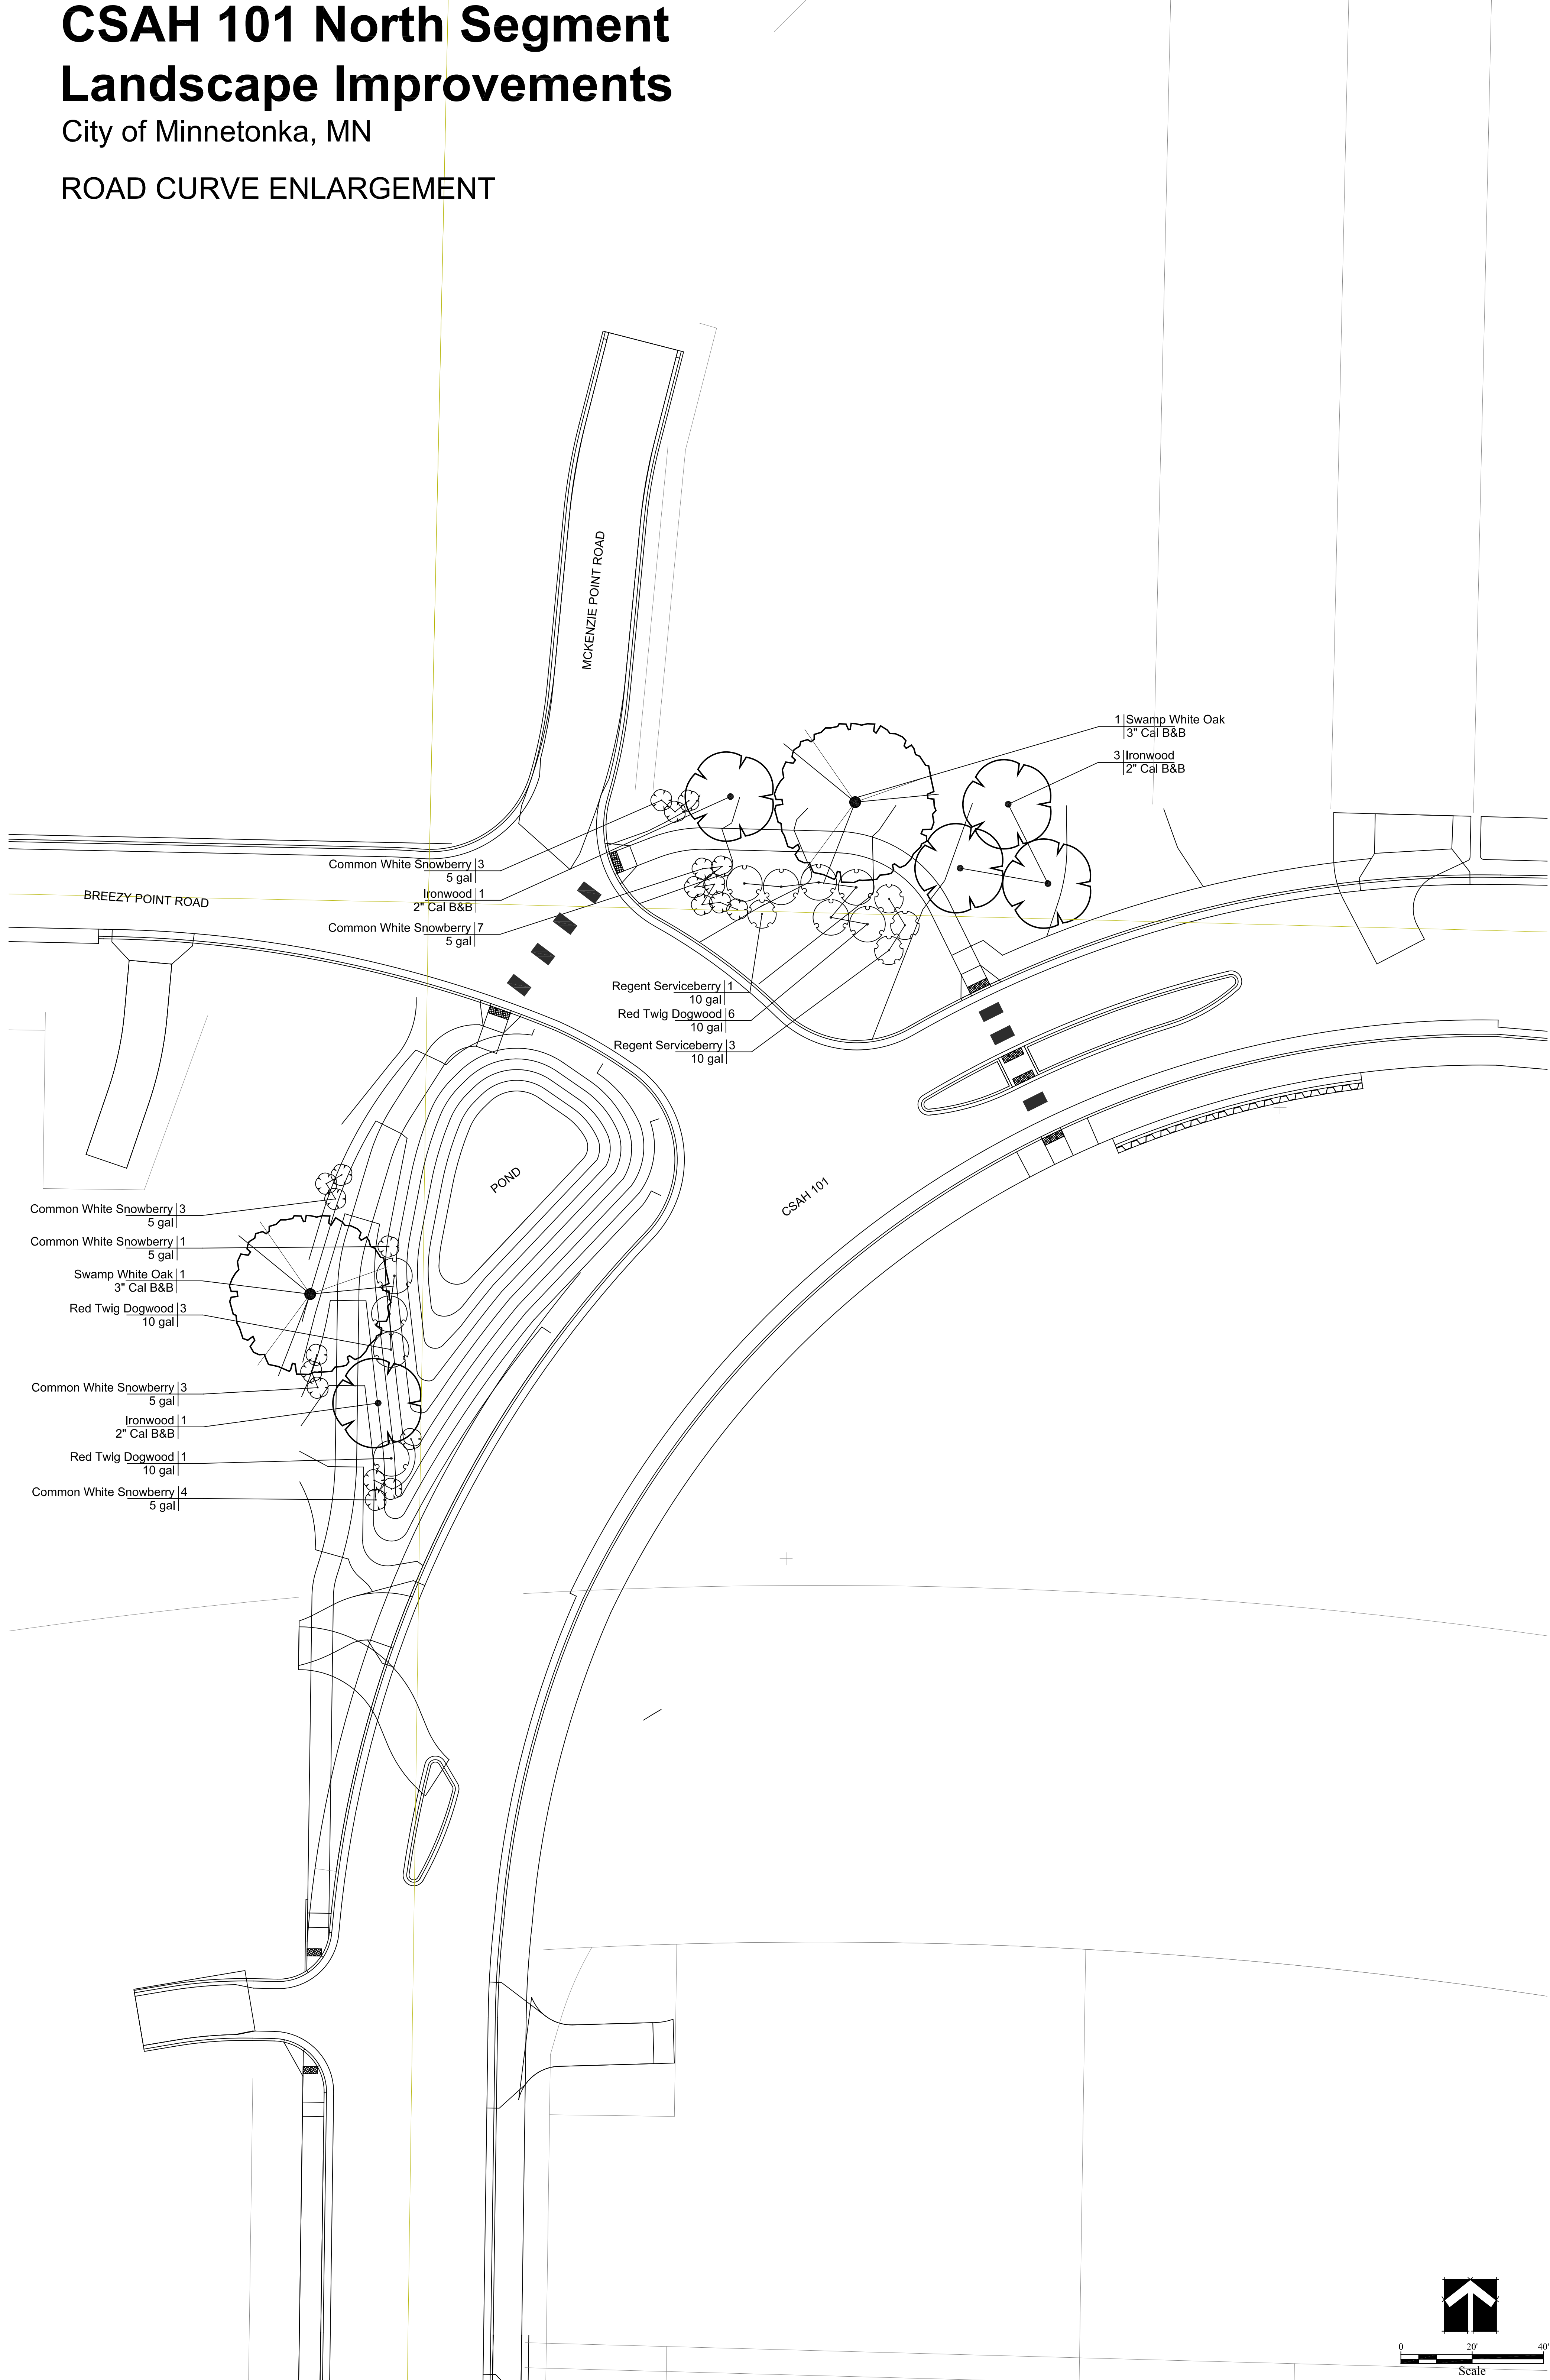 CSAH 101 North Segment
Landscape Improvements
City of Minnetonka, MN
ROAD CURVE ENLARGEMENT
MCKENZIE POINT ROAD
1 Swamp White Oak
3" Cal B&B
3 Ironwood
2" Cal B&B
Common White Snowberry 3
5 gal
Ironwood 1
2" Cal B&B
Common White Snowberry 7
5 gal
BREEZY POINT ROAD
Regent Serviceberry 1
10 gal
Red Twig Dogwood 6
10 gal
Regent Serviceberry 3
10 gal
POND
CSAH 101
Common White Snowberry 3
5 gal
Common White Snowberry 1
5 gal
Swamp White Oak 1
3" Cal B&B
Red Twig Dogwood 3
10 gal
Common White Snowberry 3
5 gal
Ironwood 1
2" Cal B&B
Red Twig Dogwood 1
10 gal
Common White Snowberry 4
5 gal
0 20' 40'
Scale